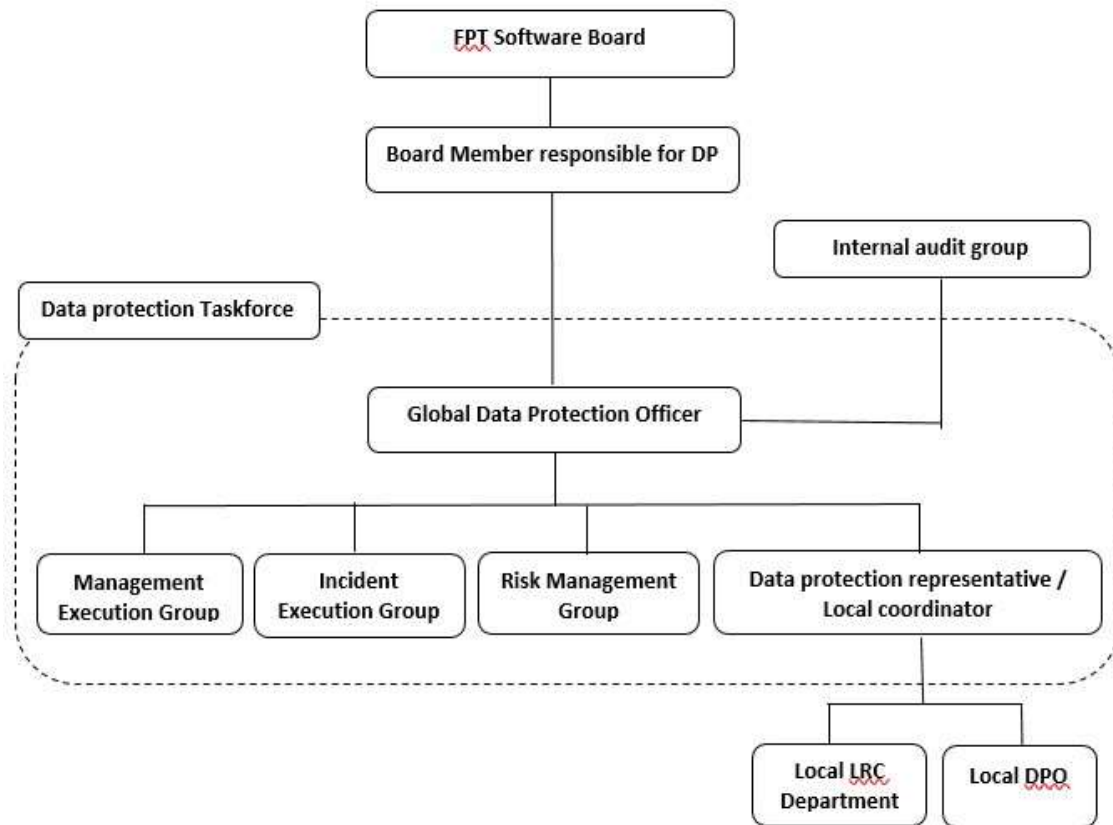 FPT Software Board
Board Member responsible for DP
Internal audit group
Data protection Taskforce
Global Data Protection Officer
Management
Execution Group
Incident
Execution Group
Risk Management
Group
Data protection representative /
Local coordinator
Local LRC
Department
Local DPO